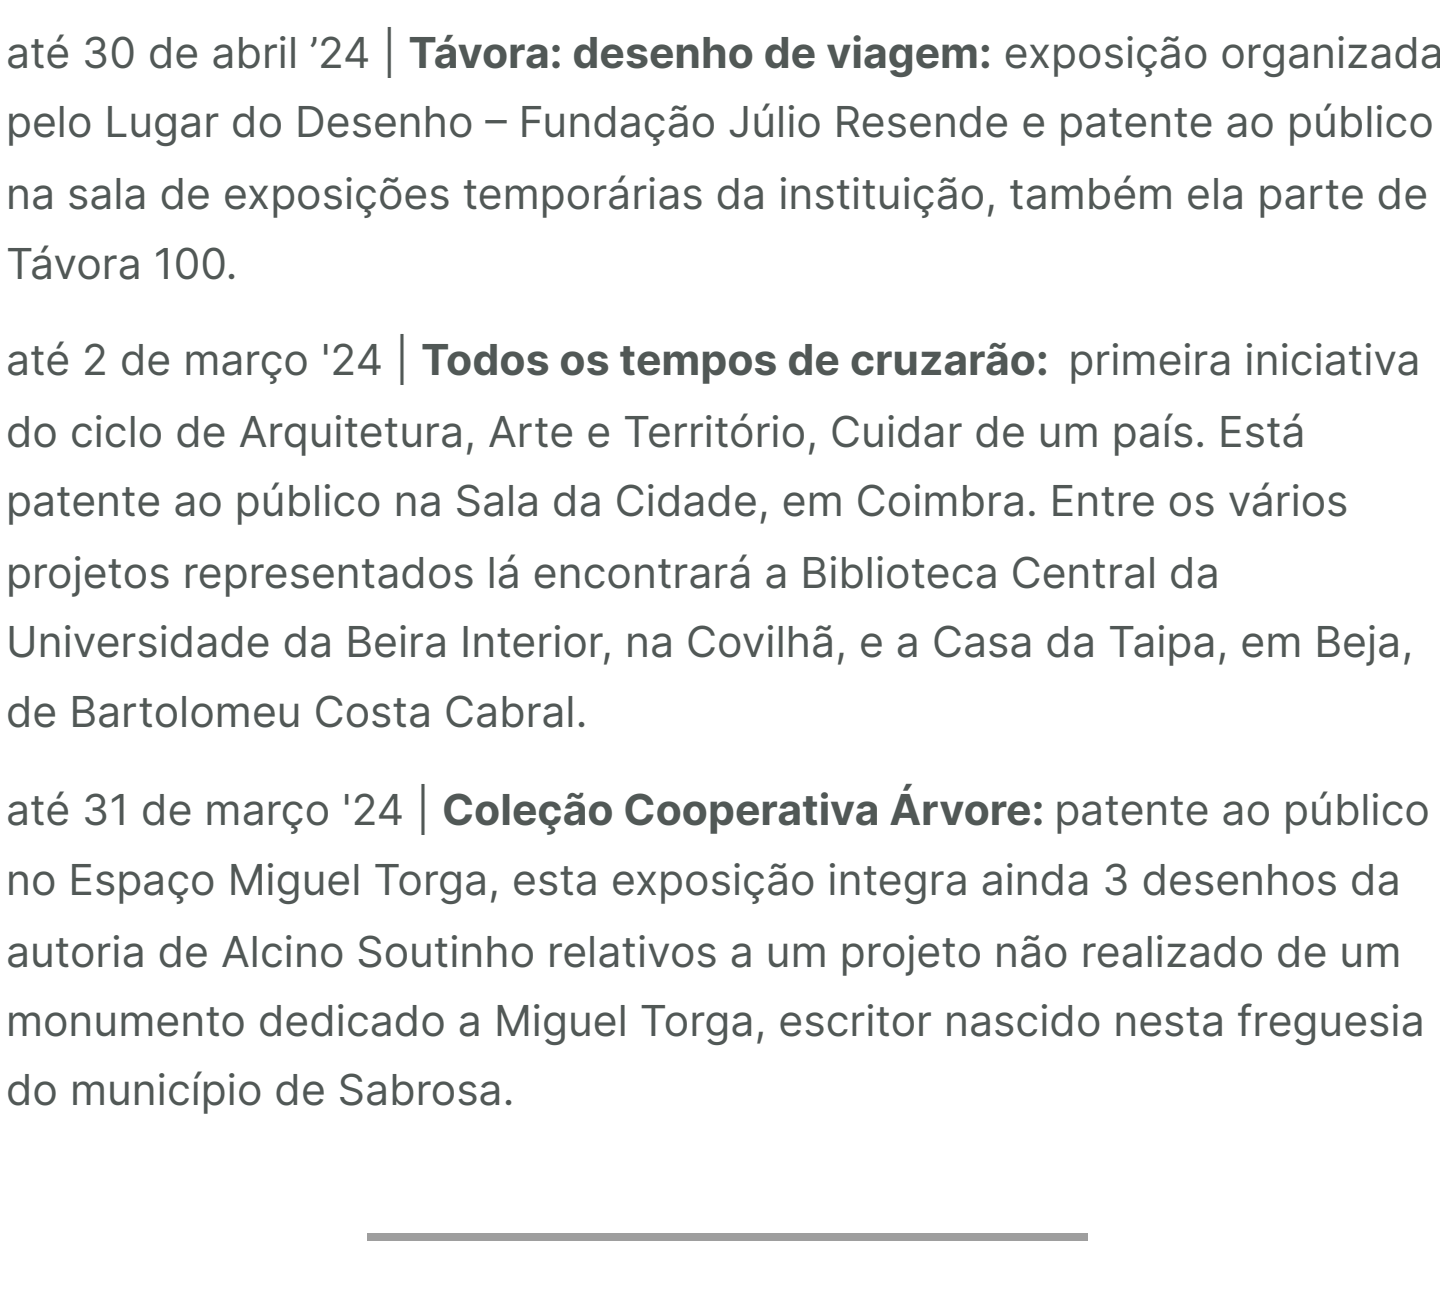 até 30 de abril ’24 | Távora: desenho de viagem: exposição organizada
pelo Lugar do Desenho – Fundação Júlio Resende e patente ao público
na sala de exposições temporárias da instituição, também ela parte de
Távora 100.
até 2 de março '24 | Todos os tempos de cruzarão:  primeira iniciativa
do ciclo de Arquitetura, Arte e Território, Cuidar de um país. Está
patente ao público na Sala da Cidade, em Coimbra. Entre os vários
projetos representados lá encontrará a Biblioteca Central da
Universidade da Beira Interior, na Covilhã, e a Casa da Taipa, em Beja,
de Bartolomeu Costa Cabral.
até 31 de março '24 | Coleção Cooperativa Árvore: patente ao público
no Espaço Miguel Torga, esta exposição integra ainda 3 desenhos da
autoria de Alcino Soutinho relativos a um projeto não realizado de um
monumento dedicado a Miguel Torga, escritor nascido nesta freguesia
do município de Sabrosa.